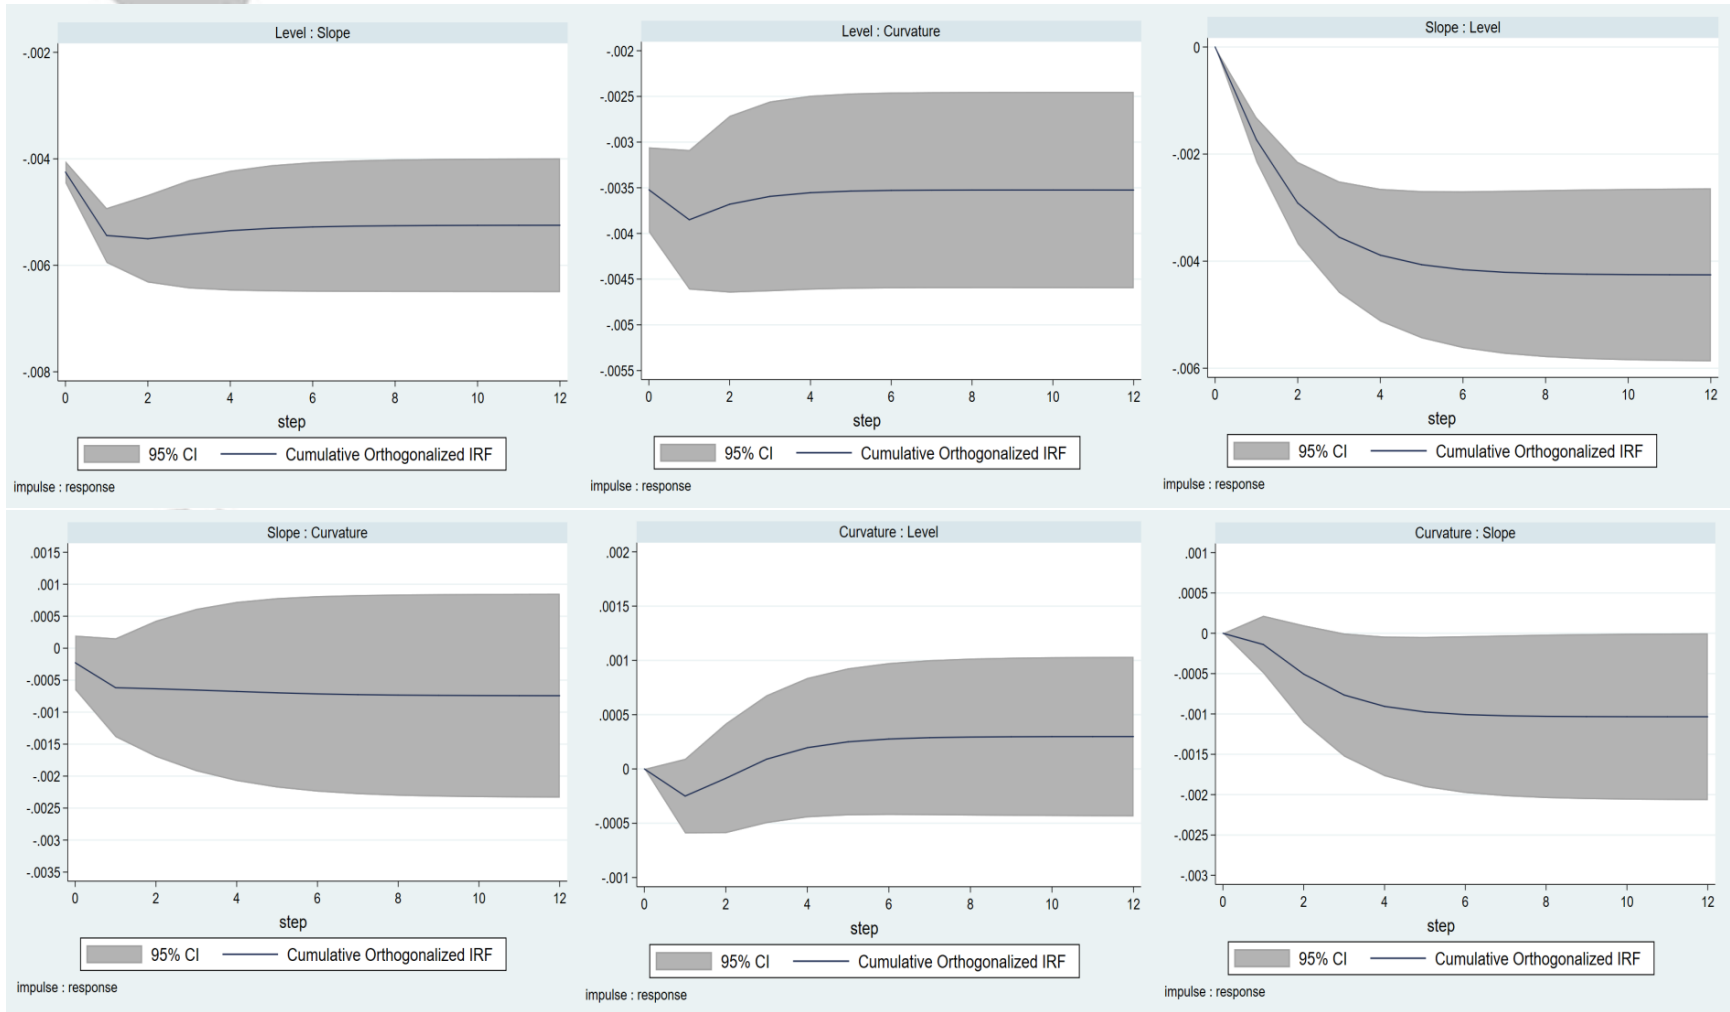 Level : Slope
-.002
-.004
-.006
-.008
0 2 4 6 8 10 12
step
95% CI Cumulative Orthogonalized IRF
impulse : response
Level : Curvature
-.002
-.0025
-.003
-.0035
-.004
-.0045
-.005
-.0055
0 2 4 6 8 10 12
step
95% CI Cumulative Orthogonalized IRF
impulse : response
Slope : Level
0
-.002
-.004
-.006
0 2 4 6 8 10 12
step
95% CI Cumulative Orthogonalized IRF
impulse : response
Slope : Curvature
.0015
.001
.0005
0
-.0005
-.001
-.0015
-.002
-.0025
-.003
-.0035
0 2 4 6 8 10 12
step
95% CI Cumulative Orthogonalized IRF
impulse : response
Curvature : Level
.002
.0015
.001
.0005
0
-.0005
-.001
0 2 4 6 8 10 12
step
95% CI Cumulative Orthogonalized IRF
impulse : response
Curvature : Slope
.001
.0005
0
-.0005
-.001
-.0015
-.002
-.0025
-.003
0 2 4 6 8 10 12
step
95% CI Cumulative Orthogonalized IRF
impulse : response